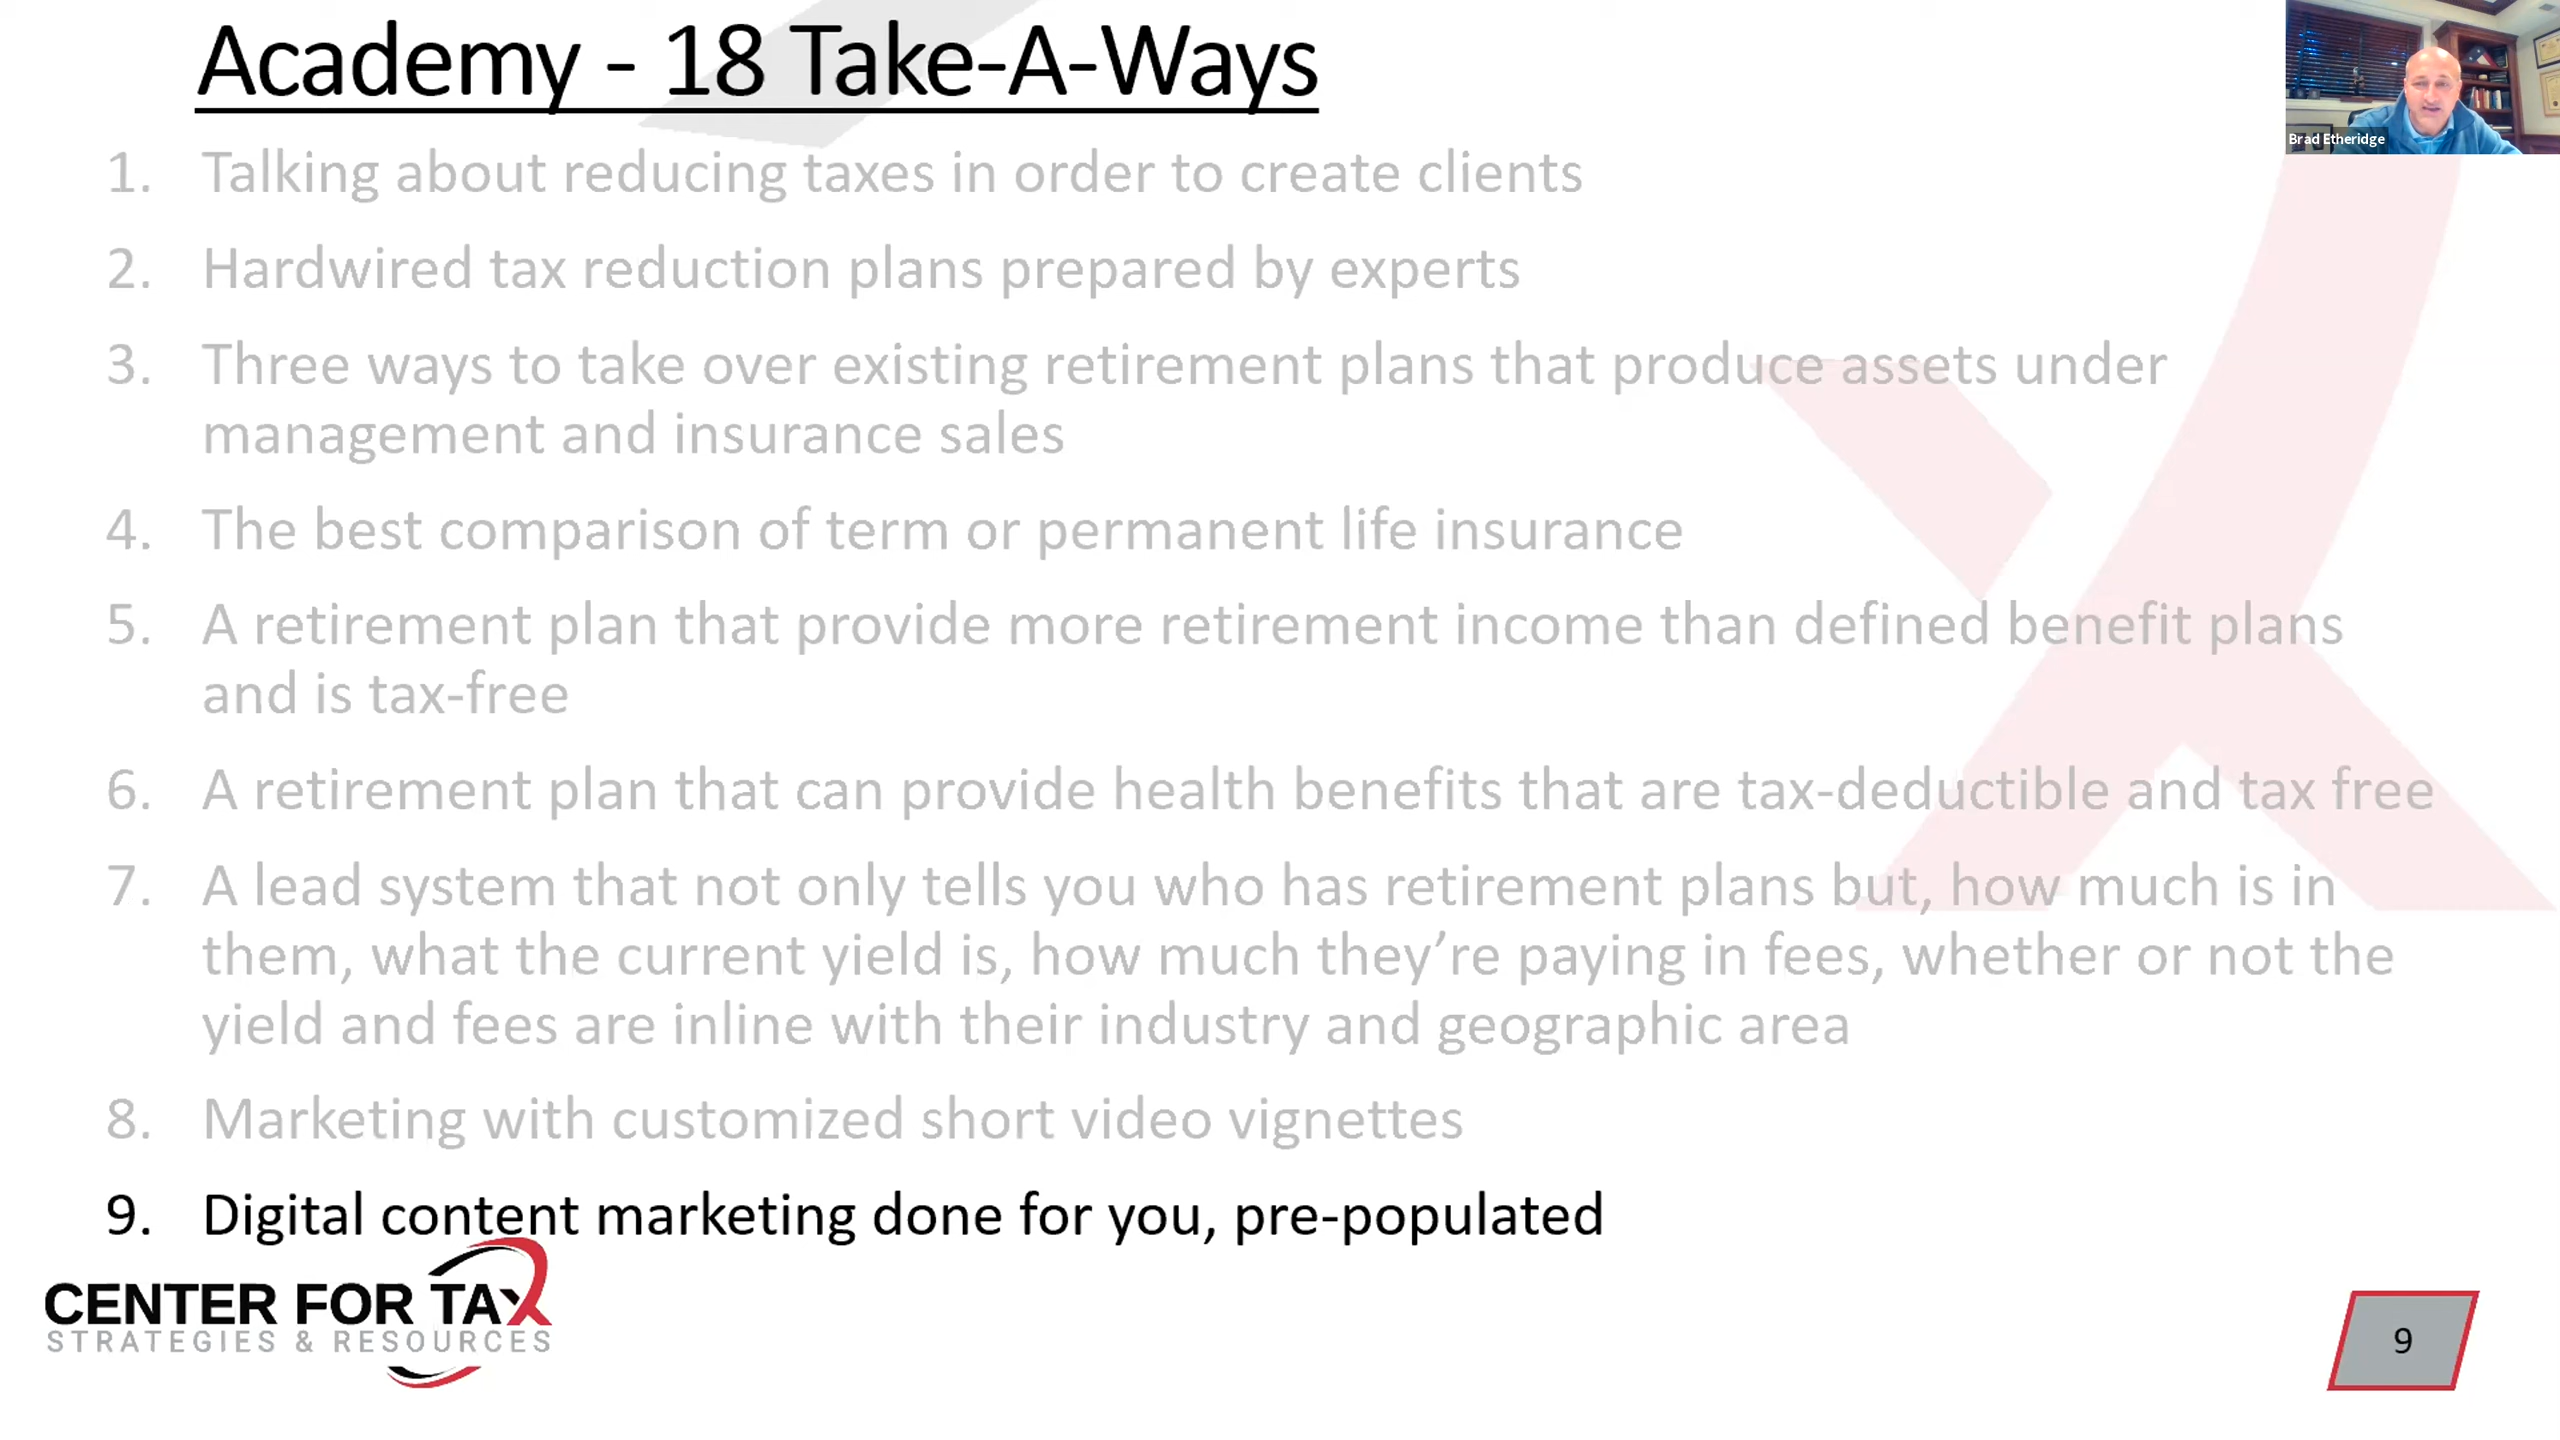 Academy - 18 Take-A-Ways
Brad Etheridge
1. Talking about reducing taxes in order to create clients
2. Hardwired tax reduction plans prepared by experts
3. Three ways to take over existing retirement plans that produce assets under
management and insurance sales
4. The best comparison of term or permanent life insurance
5. A retirement plan that provide more retirement income than defined benefit plans
and is tax-free
6. A retirement plan that can provide health benefits that are tax-deductible and tax free
7. A lead system that not only tells you who has retirement plans but, how much is in
them, what the current yield is, how much they’re paying in fees, whether or not the
yield and fees are inline with their industry and geographic area
8. Marketing with customized short video vignettes
9. Digital content marketing done for you, pre-populated
CENTER FOR TAX
STRATEGIES & RESOURCES
9